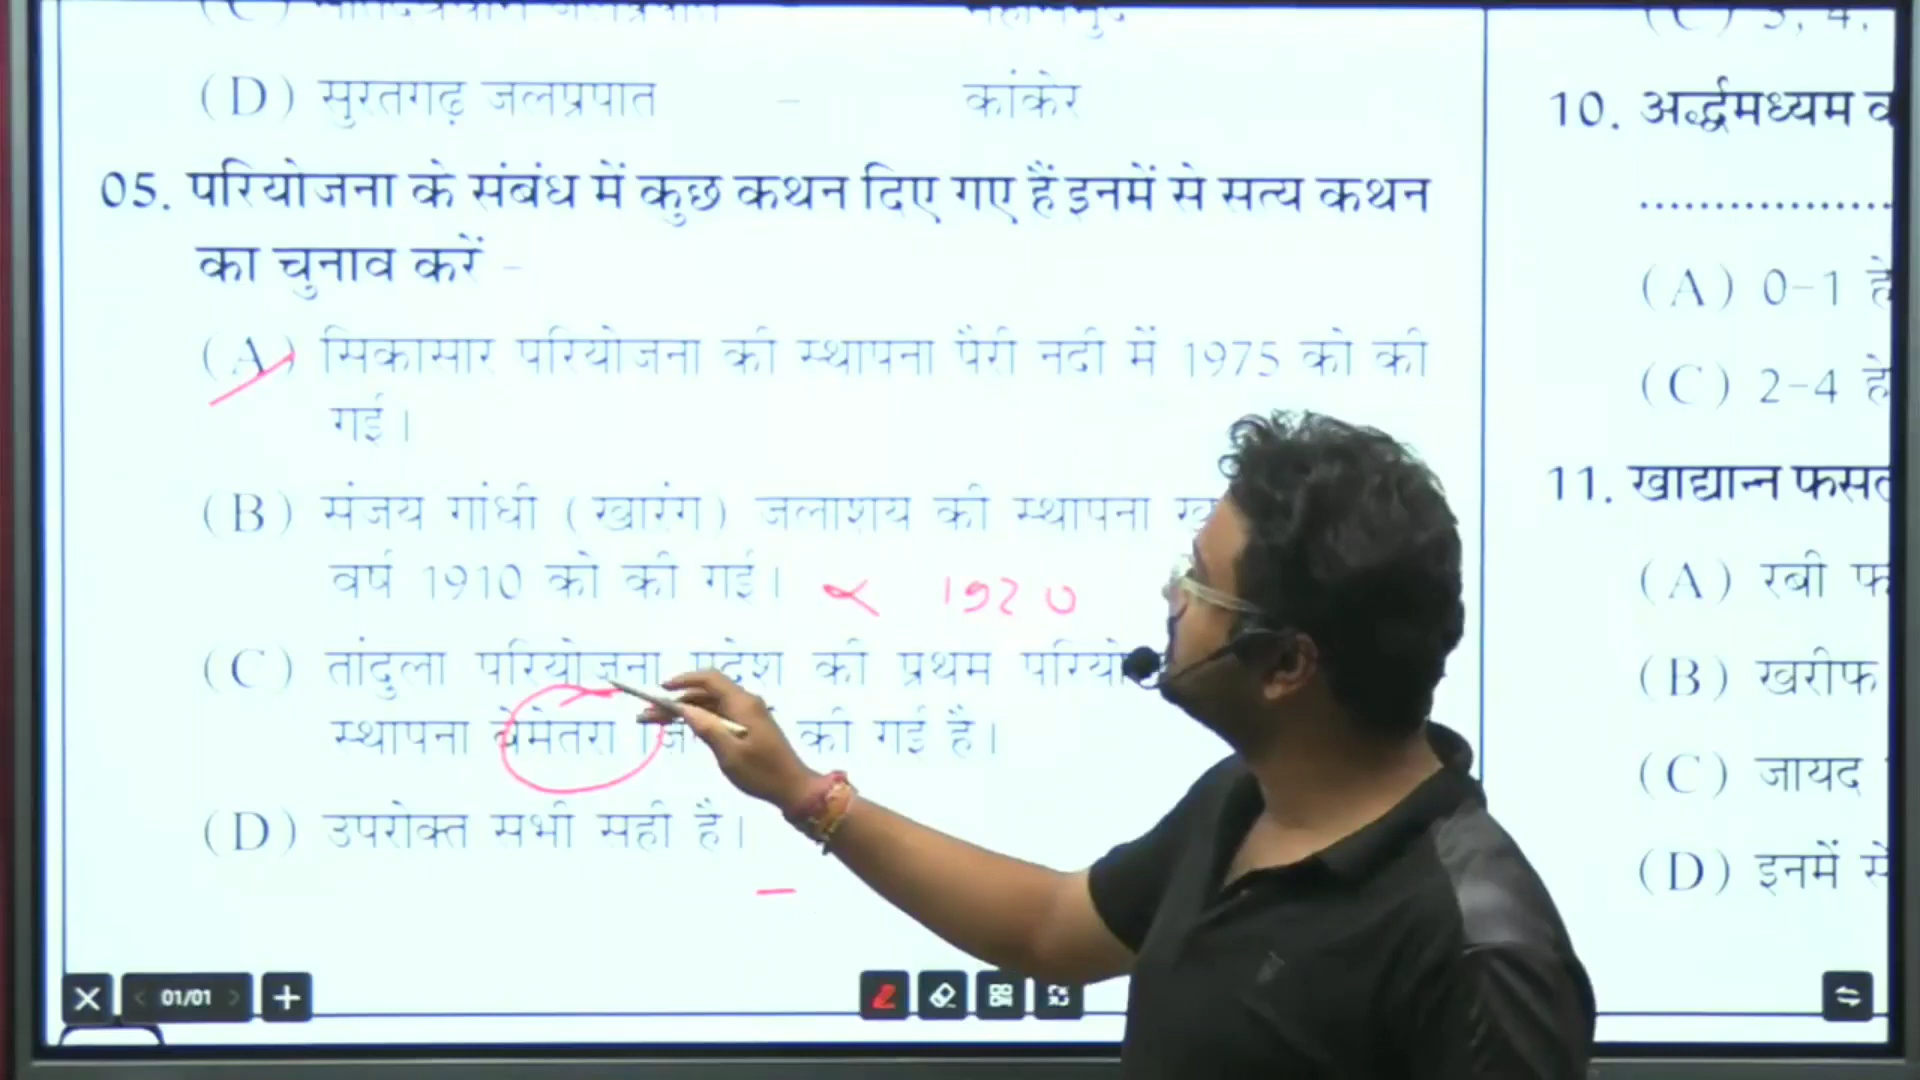 (D) सुरतगढ़ जलप्रपात – कांकेर
05. परियोजना के संबंध में कुछ कथन दिए गए हैं इनमें से सत्य कथन
का चुनाव करें –
(A) सिकासार परियोजना की स्थापना पैरी नदी में 1975 को की
गई।
(B) संजय गांधी (खारंग) जलाशय की स्थापना
वर्ष 1910 को की गई। 1920
(C) तांदुला परियोजना प्रदेश की प्रथम
स्थापना बेमेतरा की गई है।
(D) उपरोक्त सभी सही है।
(C) 3, 4,
10. अर्द्धमध्यम
....................
(A) 0-1
(C) 2-4
11. खाद्यान्न
(A) रबी
(B) खरीफ
(C) जायद
(D) इनमें से
01/01